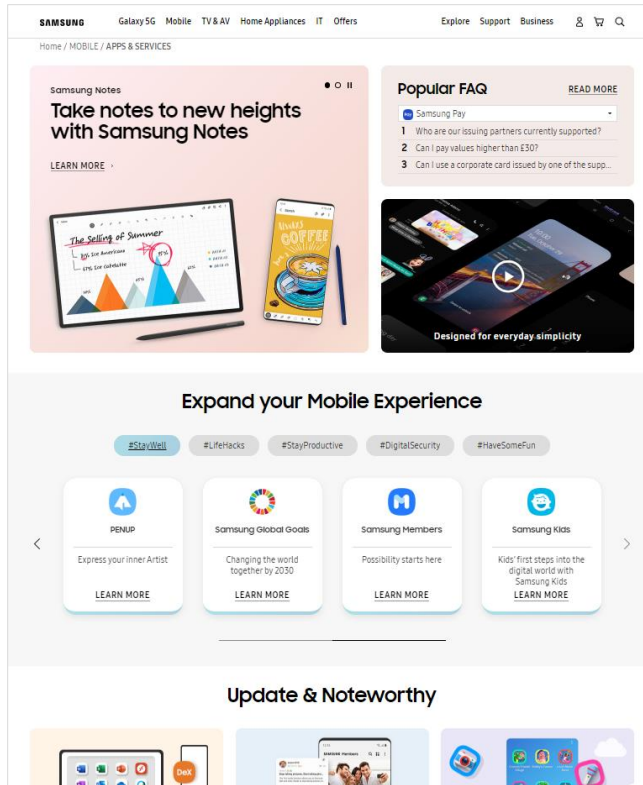 SAMSUNG
Galaxy 5G Mobile TV & AV Home Appliances IT Offers
Explore Support Business
Home / MOBILE / APPS & SERVICES
Samsung Notes
Take notes to new heights
with Samsung Notes
LEARN MORE
The Selling of Summer
Popular FAQ
READ MORE
Samsung Pay
1 Who are our issuing partners currently supported?
2 Can I pay values higher than £30?
3 Can I use a corporate card issued by one of the supp...
COFFEE
Designed for everyday simplicity
Expand your Mobile Experience
#StayWell
#LifeHacks
#StayProductive
#DigitalSecurity
#HaveSomeFun
PENUP
Express your inner Artist
LEARN MORE
Samsung Global Goals
Changing the world
together by 2030
LEARN MORE
Samsung Members
Possibility starts here
LEARN MORE
Samsung Kids
Kids' first steps into the
digital world with
Samsung Kids
LEARN MORE
Update & Noteworthy
DeX
SAMSUNG Members